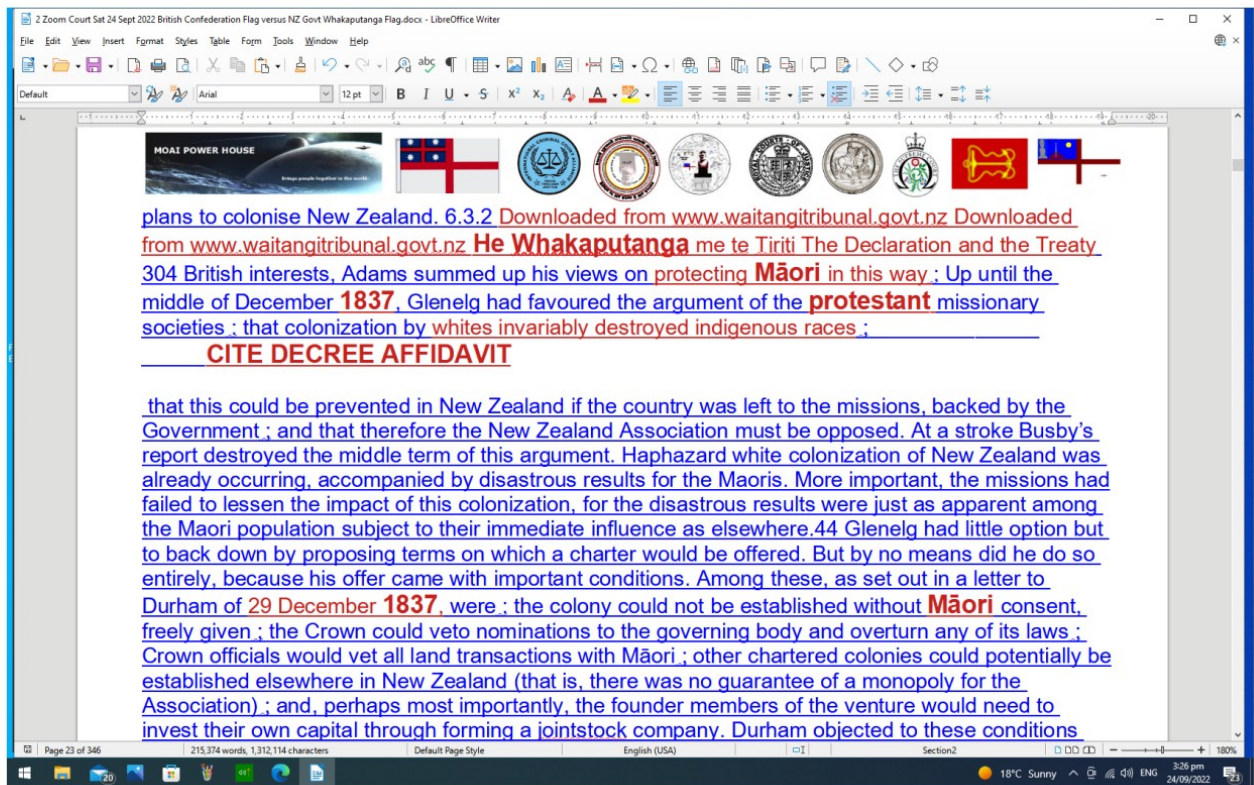 2 Zoom Court Sat 24 Sept 2022 British Confederation Flag versus NZ Govt Whakaputanga Flag.docx - LibreOffice Writer
File Edit View Insert Format Styles Table Form Tools Window Help
Default Arial 12 pt
MOAI POWER HOUSE
Brings people together in the world
plans to colonise New Zealand. 6.3.2 Downloaded from www.waitangitribunal.govt.nz Downloaded
from www.waitangitribunal.govt.nz He Whakaputanga me te Tiriti The Declaration and the Treaty
304 British interests, Adams summed up his views on protecting Māori in this way ; Up until the
middle of December 1837, Glenelg had favoured the argument of the protestant missionary
societies ; that colonization by whites invariably destroyed indigenous races ;
CITE DECREE AFFIDAVIT
that this could be prevented in New Zealand if the country was left to the missions, backed by the
Government ; and that therefore the New Zealand Association must be opposed. At a stroke Busby's
report destroyed the middle term of this argument. Haphazard white colonization of New Zealand was
already occurring, accompanied by disastrous results for the Maoris. More important, the missions had
failed to lessen the impact of this colonization, for the disastrous results were just as apparent among
the Maori population subject to their immediate influence as elsewhere.44 Glenelg had little option but
to back down by proposing terms on which a charter would be offered. But by no means did he do so
entirely, because his offer came with important conditions. Among these, as set out in a letter to
Durham of 29 December 1837, were ; the colony could not be established without Māori consent,
freely given ; the Crown could veto nominations to the governing body and overturn any of its laws ;
Crown officials would vet all land transactions with Māori ; other chartered colonies could potentially be
established elsewhere in New Zealand (that is, there was no guarantee of a monopoly for the
Association) ; and, perhaps most importantly, the founder members of the venture would need to
invest their own capital through forming a jointstock company. Durham objected to these conditions
Page 23 of 346 215,374 words, 1,312,114 characters Default Page Style English (USA) Section2 180%
20 18°C Sunny ENG 3:26 pm 24/09/2022 23